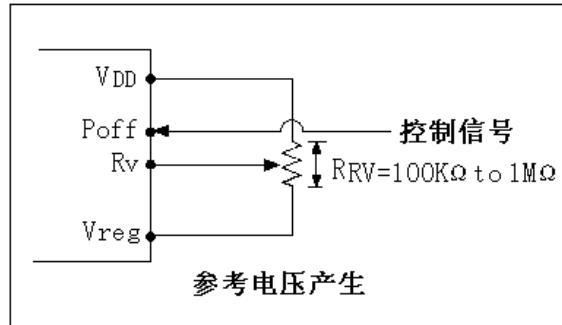 VDD
Poff
控制信号
Rv
RRV=100KΩ to 1MΩ
Vreg
参考电压产生